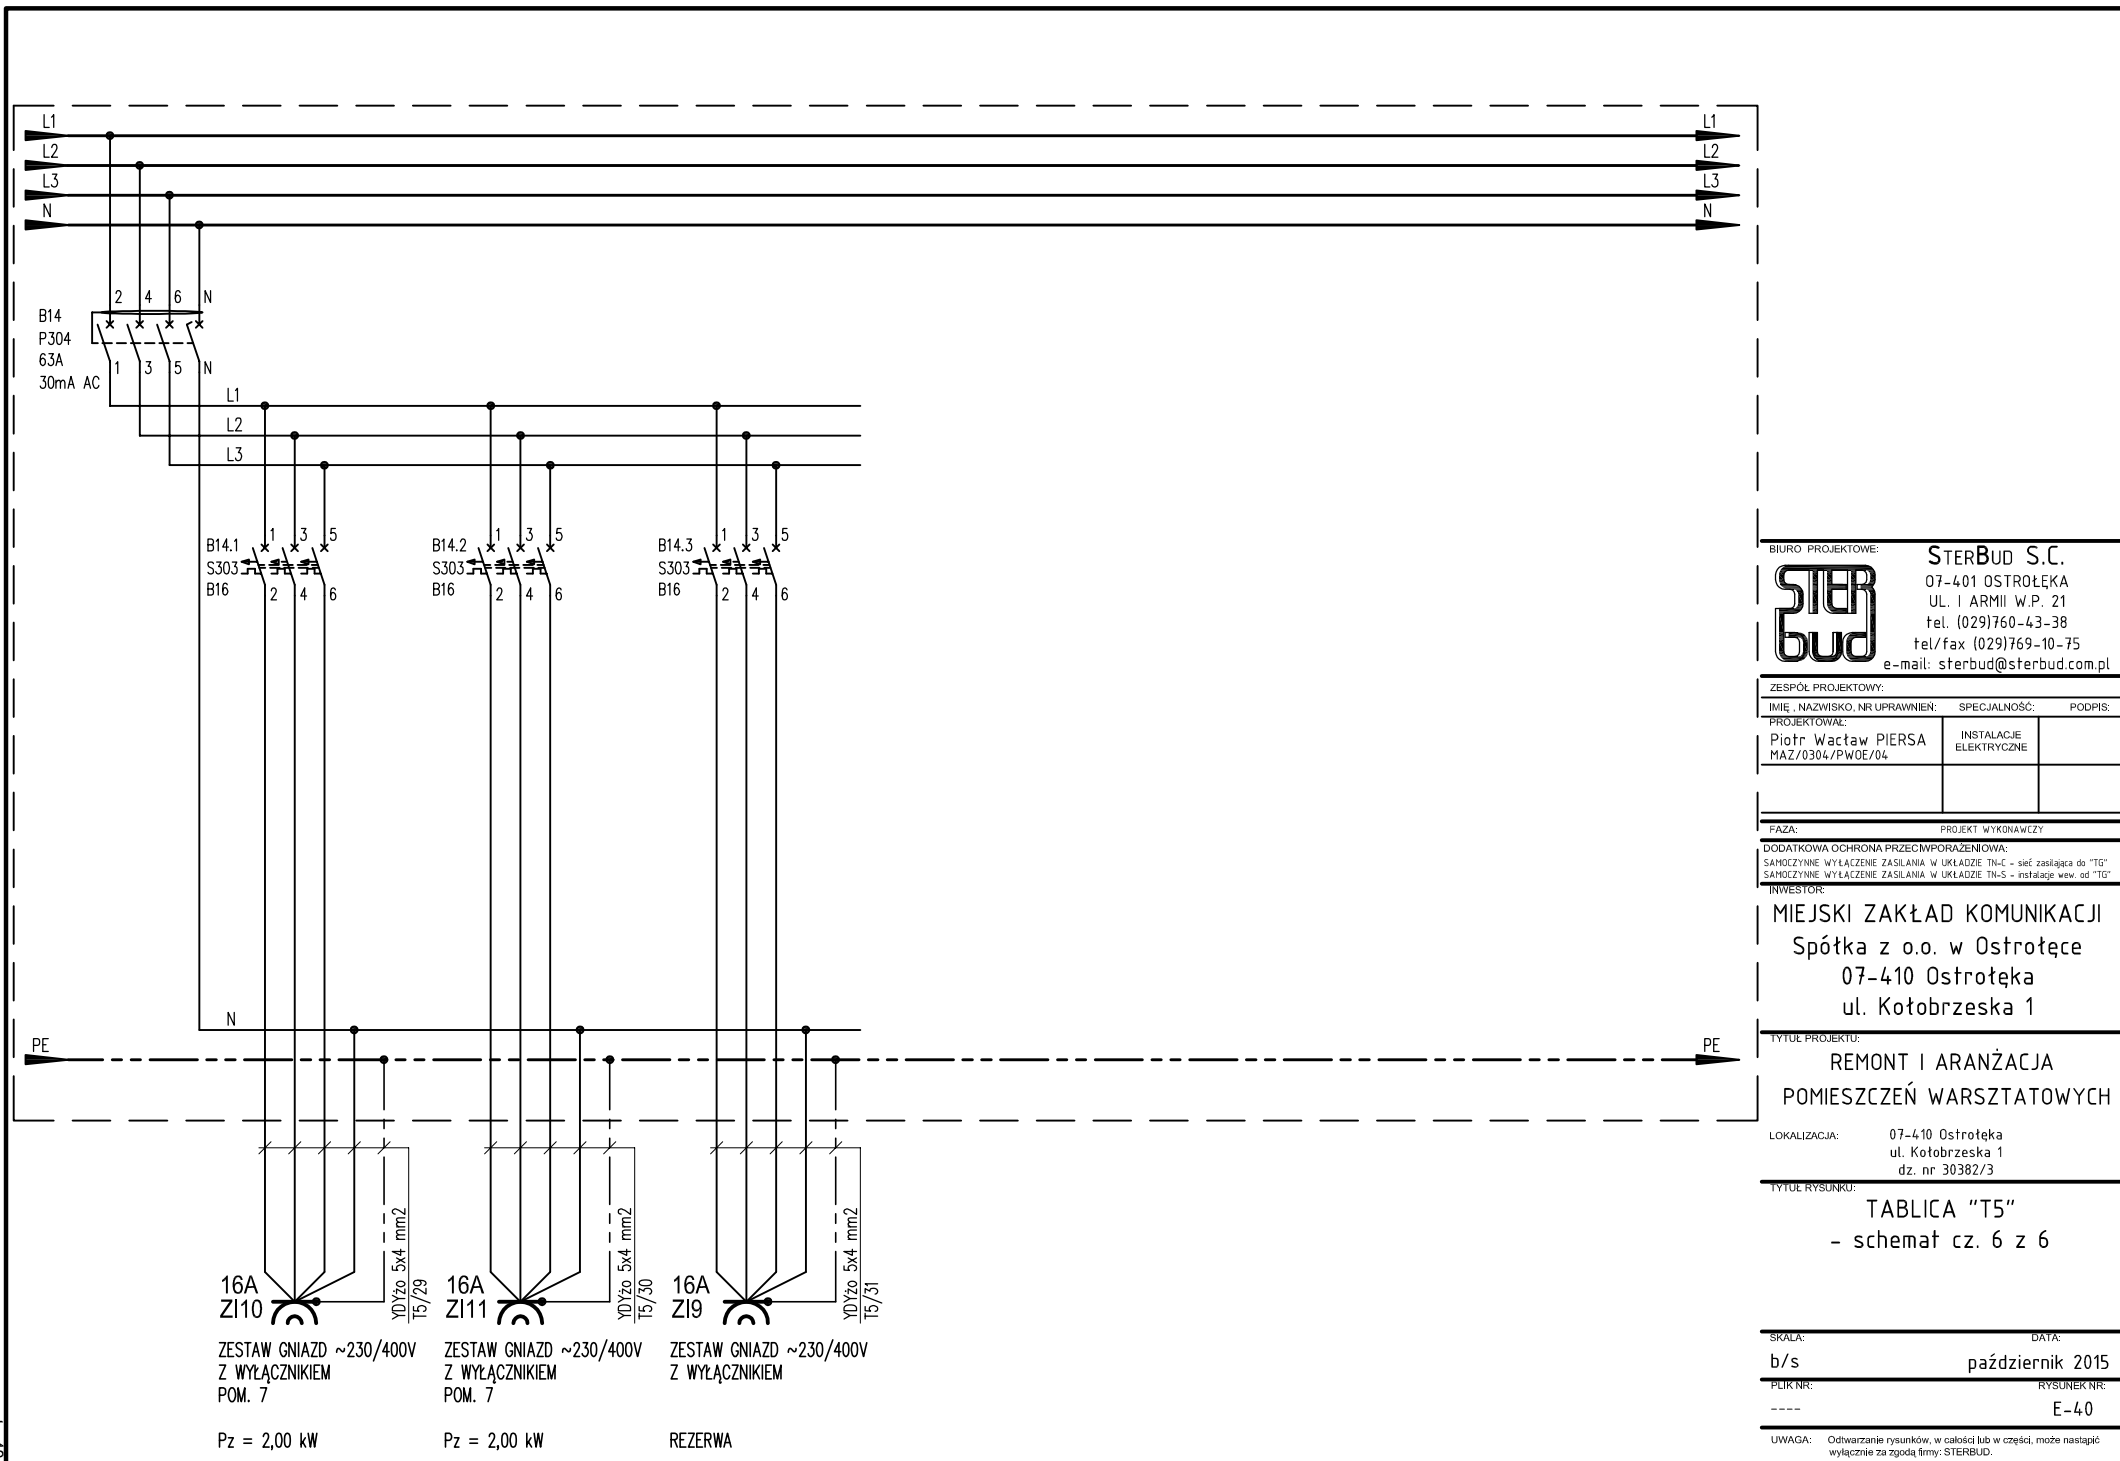 L1
L2
L3
N
L1
L2
L3
N
2 4 6 N
B14
P304
63A
30mA AC
1 3 5 N
L1
L2
L3
B14.1
S303
B16
1 3 5
2 4 6
B14.2
S303
B16
1 3 5
2 4 6
B14.3
S303
B16
1 3 5
2 4 6
N
PE
PE
YDYżo 5x4 mm2
T5/29
YDYżo 5x4 mm2
T5/30
YDYżo 5x4 mm2
T5/31
16A
ZI10
ZESTAW GNIAZD ~230/400V
Z WYŁĄCZNIKIEM
POM. 7
Pz = 2,00 kW
16A
ZI11
ZESTAW GNIAZD ~230/400V
Z WYŁĄCZNIKIEM
POM. 7
Pz = 2,00 kW
16A
ZI9
ZESTAW GNIAZD ~230/400V
Z WYŁĄCZNIKIEM
REZERWA
BIURO PROJEKTOWE:
STER
bud
STERBUD S.C.
07-401 OSTROŁĘKA
UL. I ARMII W.P. 21
tel. (029)760-43-38
tel/fax (029)769-10-75
e-mail: sterbud@sterbud.com.pl
ZESPÓŁ PROJEKTOWY:
IMIĘ , NAZWISKO, NR UPRAWNIEŃ: SPECJALNOŚĆ: PODPIS:
PROJEKTOWAŁ:
Piotr Wacław PIERSA
MAZ/0304/PWOE/04
INSTALACJE
ELEKTRYCZNE
FAZA: PROJEKT WYKONAWCZY
DODATKOWA OCHRONA PRZECIWPORAŻENIOWA:
SAMOCZYNNE WYŁĄCZENIE ZASILANIA W UKŁADZIE TN-C - sieć zasilająca do "TG"
SAMOCZYNNE WYŁĄCZENIE ZASILANIA W UKŁADZIE TN-S - instalacje wew. od "TG"
INWESTOR:
MIEJSKI ZAKŁAD KOMUNIKACJI
Spółka z o.o. w Ostrołęce
07-410 Ostrołęka
ul. Kołobrzeska 1
TYTUŁ PROJEKTU:
REMONT I ARANŻACJA
POMIESZCZEŃ WARSZTATOWYCH
LOKALIZACJA: 07-410 Ostrołęka
ul. Kołobrzeska 1
dz. nr 30382/3
TYTUŁ RYSUNKU:
TABLICA "T5"
- schemat cz. 6 z 6
SKALA: DATA:
b/s październik 2015
PLIK NR: RYSUNEK NR:
---- E-40
UWAGA: Odtwarzanie rysunków, w całości lub w części, może nastąpić
wyłącznie za zgodą firmy: STERBUD.